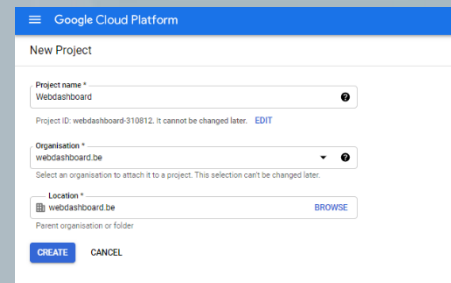 Google Cloud Platform
New Project
Project name *
Webdashboard
Project ID: webdashboard-310812. It cannot be changed later. EDIT
Organisation *
webdashboard.be
Select an organisation to attach it to a project. This selection can't be changed later.
Location *
webdashboard.be BROWSE
Parent organisation or folder
CREATE CANCEL